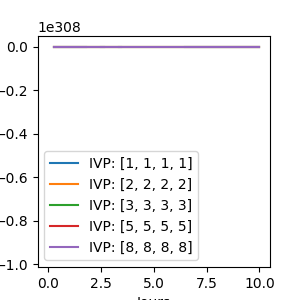 1e308
0.0
−0.2
−0.4
−0.6
−0.8
−1.0
IVP: [1, 1, 1, 1]
IVP: [2, 2, 2, 2]
IVP: [3, 3, 3, 3]
IVP: [5, 5, 5, 5]
IVP: [8, 8, 8, 8]
0.0 2.5 5.0 7.5 10.0